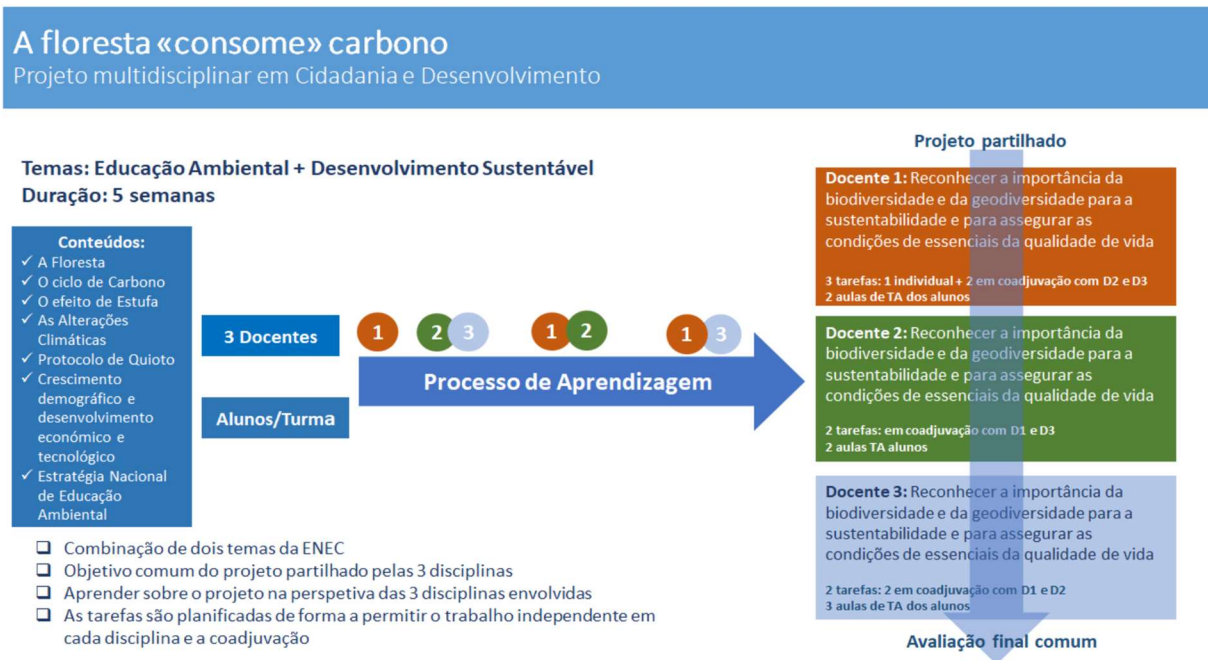 A floresta «consome» carbono
Projeto multidisciplinar em Cidadania e Desenvolvimento
Temas: Educação Ambiental + Desenvolvimento Sustentável
Duração: 5 semanas
Conteúdos:
✓ A Floresta
✓ O ciclo de Carbono
✓ O efeito de Estufa
✓ As Alterações
Climáticas
✓ Protocolo de Quioto
✓ Crescimento
demográfico e
desenvolvimento
económico e
tecnológico
✓ Estratégia Nacional
de Educação
Ambiental
3 Docentes
Alunos/Turma
1
2 3
1 2
1 3
Processo de Aprendizagem
❑ Combinação de dois temas da ENEC
❑ Objetivo comum do projeto partilhado pelas 3 disciplinas
❑ Aprender sobre o projeto na perspetiva das 3 disciplinas envolvidas
❑ As tarefas são planificadas de forma a permitir o trabalho independente em
cada disciplina e a coadjuvação
Projeto partilhado
Docente 1: Reconhecer a importância da
biodiversidade e da geodiversidade para a
sustentabilidade e para assegurar as
condições de essenciais da qualidade de vida
3 tarefas: 1 individual + 2 em coadjuvação com D2 e D3
2 aulas de TA dos alunos
Docente 2: Reconhecer a importância da
biodiversidade e da geodiversidade para a
sustentabilidade e para assegurar as
condições de essenciais da qualidade de vida
2 tarefas: em coadjuvação com D1 e D3
2 aulas TA alunos
Docente 3: Reconhecer a importância da
biodiversidade e da geodiversidade para a
sustentabilidade e para assegurar as
condições de essenciais da qualidade de vida
2 tarefas: 2 em coadjuvação com D1 e D2
3 aulas de TA dos alunos
Avaliação final comum